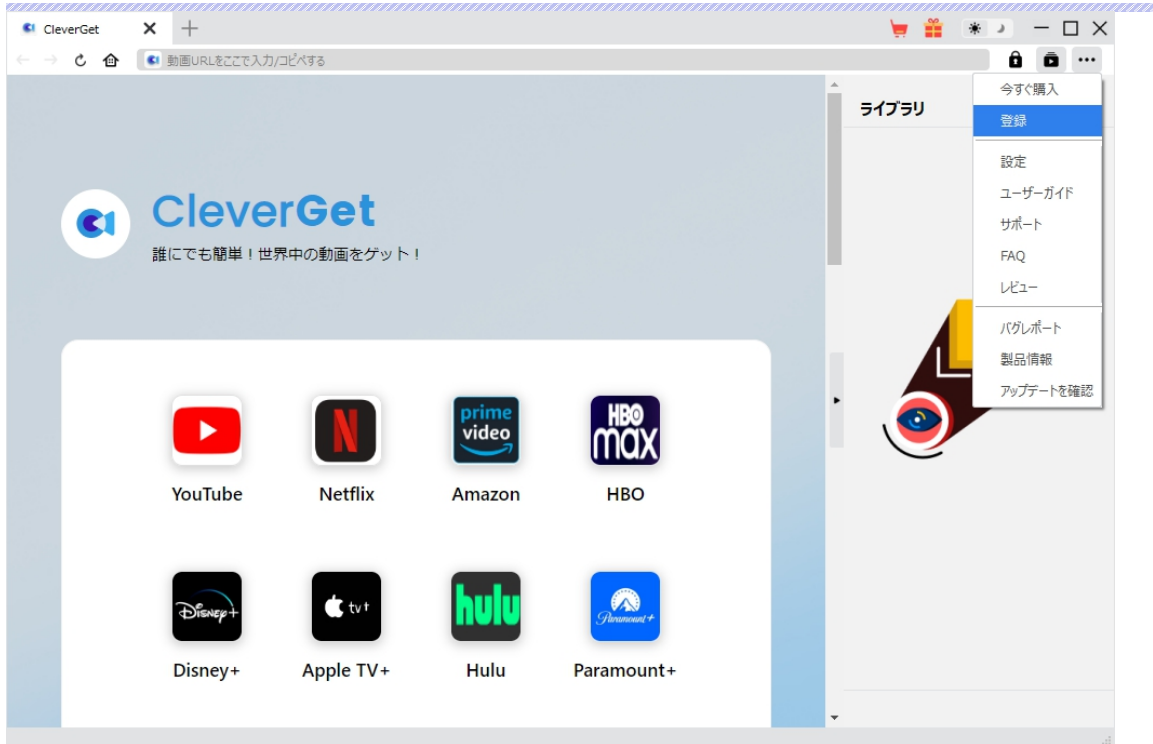 CleverGet
動画URLをここで入力/コピペする
CleverGet
誰にでも簡単！世界中の動画をゲット！
prime
video
HBO
max
YouTube
Netflix
Amazon
HBO
Disney+
tv+
hulu
Paramount+
Disney+
Apple TV+
Hulu
Paramount+
ライブラリ
今すぐ購入
登録
設定
ユーザーガイド
サポート
FAQ
レビュー
バグレポート
製品情報
アップデートを確認